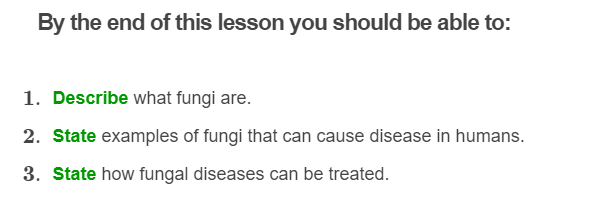 By the end of this lesson you should be able to:
1. Describe what fungi are.
2. State examples of fungi that can cause disease in humans.
3. State how fungal diseases can be treated.